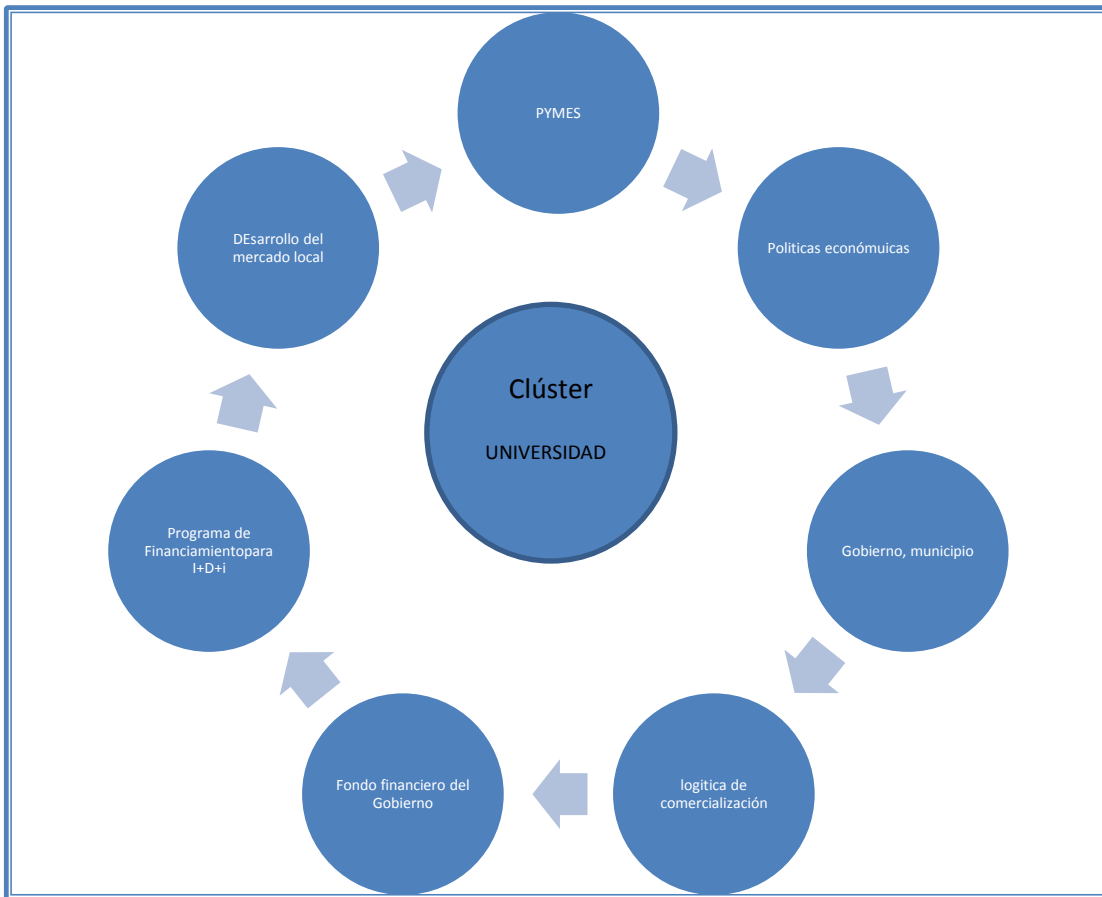 PYMES
Politicas económuicas
Gobierno, municipio
logitica de
comercialización
Fondo financiero del
Gobierno
Programa de
Financiamientopara
I+D+i
DEsarrollo del
mercado local
Clúster
UNIVERSIDAD